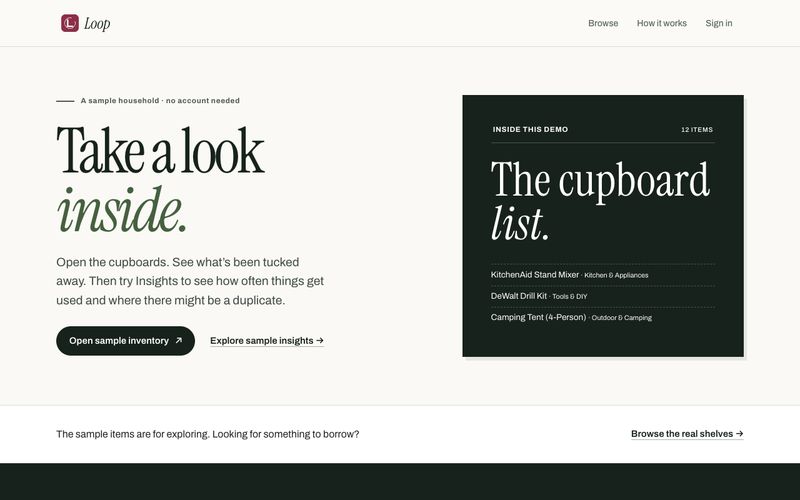 Loop
Browse
How it works
Sign in
A sample household · no account needed
Take a look
inside.
Open the cupboards. See what’s been tucked
away. Then try Insights to see how often things get
used and where there might be a duplicate.
Open sample inventory ↗
Explore sample insights →
INSIDE THIS DEMO
12 ITEMS
The cupboard
list.
KitchenAid Stand Mixer · Kitchen & Appliances
DeWalt Drill Kit · Tools & DIY
Camping Tent (4-Person) · Outdoor & Camping
The sample items are for exploring. Looking for something to borrow?
Browse the real shelves →